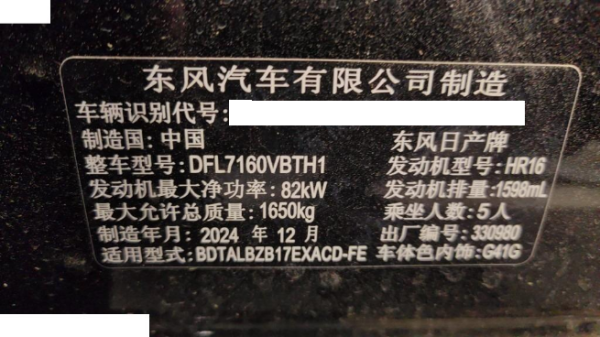 东风汽车有限公司制造
车辆识别代号:
制造国:中国 东风日产牌
整车型号:DFL7160VBTH1 发动机型号:HR16
发动机最大净功率:82kW 发动机排量:1598mL
最大允许总质量:1650kg 乘坐人数:5人
制造年月:2024 年 12 月 出厂编号:330980
适用型式:BDTALBZB17EXACD-FE 车体色内饰:G41G